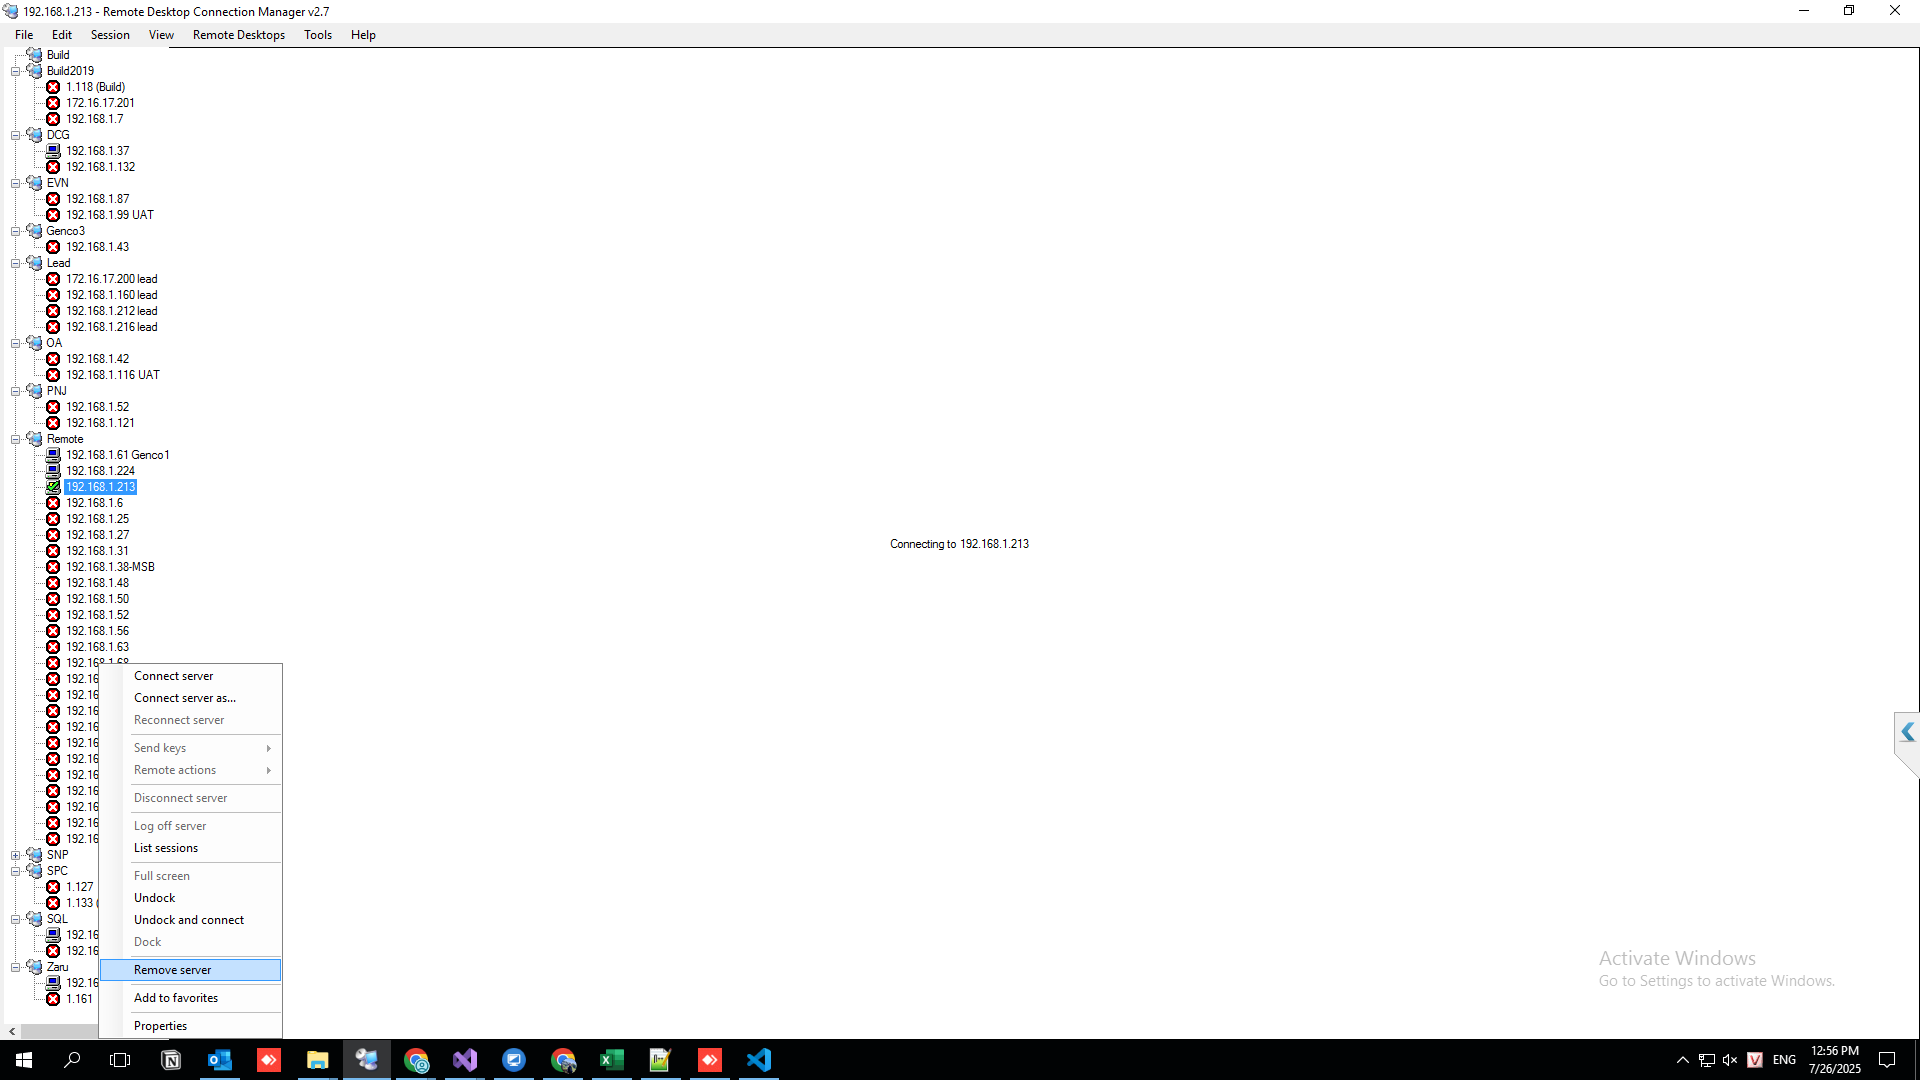 192.168.1.213 - Remote Desktop Connection Manager v2.7
File Edit Session View Remote Desktops Tools Help
Build
Build2019
1.118 (Build)
172.16.17.201
192.168.1.7
DCG
192.168.1.37
192.168.1.132
EVN
192.168.1.87
192.168.1.99 UAT
Genco3
192.168.1.43
Lead
172.16.17.200 lead
192.168.1.160 lead
192.168.1.212 lead
192.168.1.216 lead
OA
192.168.1.42
192.168.1.116 UAT
PNJ
192.168.1.52
192.168.1.121
Remote
192.168.1.61 Genco1
192.168.1.224
192.168.1.213
192.168.1.6
192.168.1.25
192.168.1.27
192.168.1.31
192.168.1.38-MSB
192.168.1.48
192.168.1.50
192.168.1.52
192.168.1.56
192.168.1.63
192.168.1.68
192.16
192.16
192.16
192.16
192.16
192.16
192.16
192.16
192.16
192.16
192.16
SNP
SPC
1.127
1.133 (
SQL
192.16
192.16
Zaru
192.16
1.161
Connect server
Connect server as...
Reconnect server
Send keys
Remote actions
Disconnect server
Log off server
List sessions
Full screen
Undock
Undock and connect
Dock
Remove server
Add to favorites
Properties
Connecting to 192.168.1.213
Activate Windows
Go to Settings to activate Windows.
ENG
12:56 PM
7/26/2025